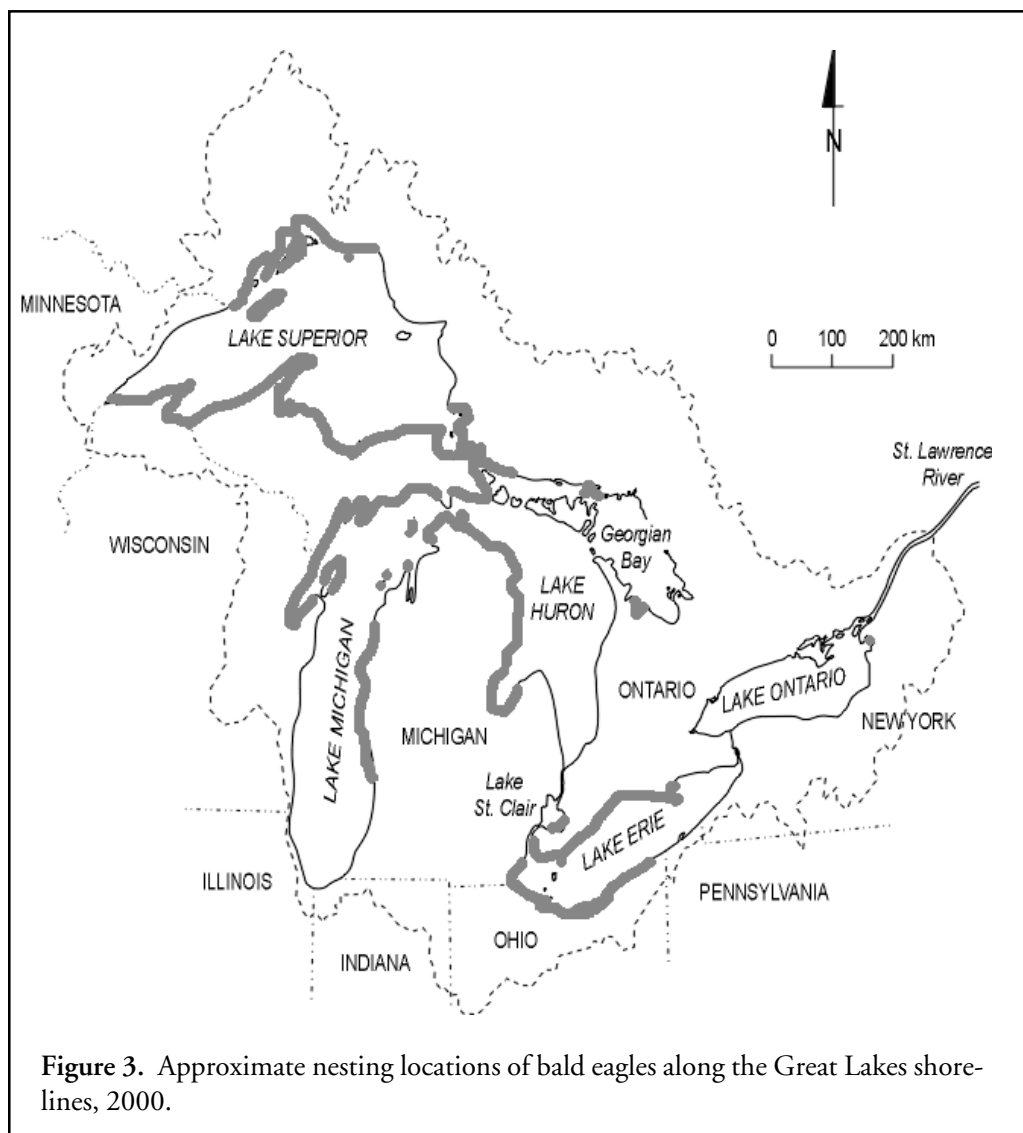 N
MINNESOTA
LAKE SUPERIOR
0 100 200 km
St. Lawrence
River
WISCONSIN
Georgian
Bay
LAKE
HURON
LAKE MICHIGAN
ONTARIO
LAKE ONTARIO
NEW YORK
MICHIGAN
Lake
St. Clair
LAKE ERIE
ILLINOIS
PENNSYLVANIA
OHIO
INDIANA
Figure 3. Approximate nesting locations of bald eagles along the Great Lakes shore-
lines, 2000.